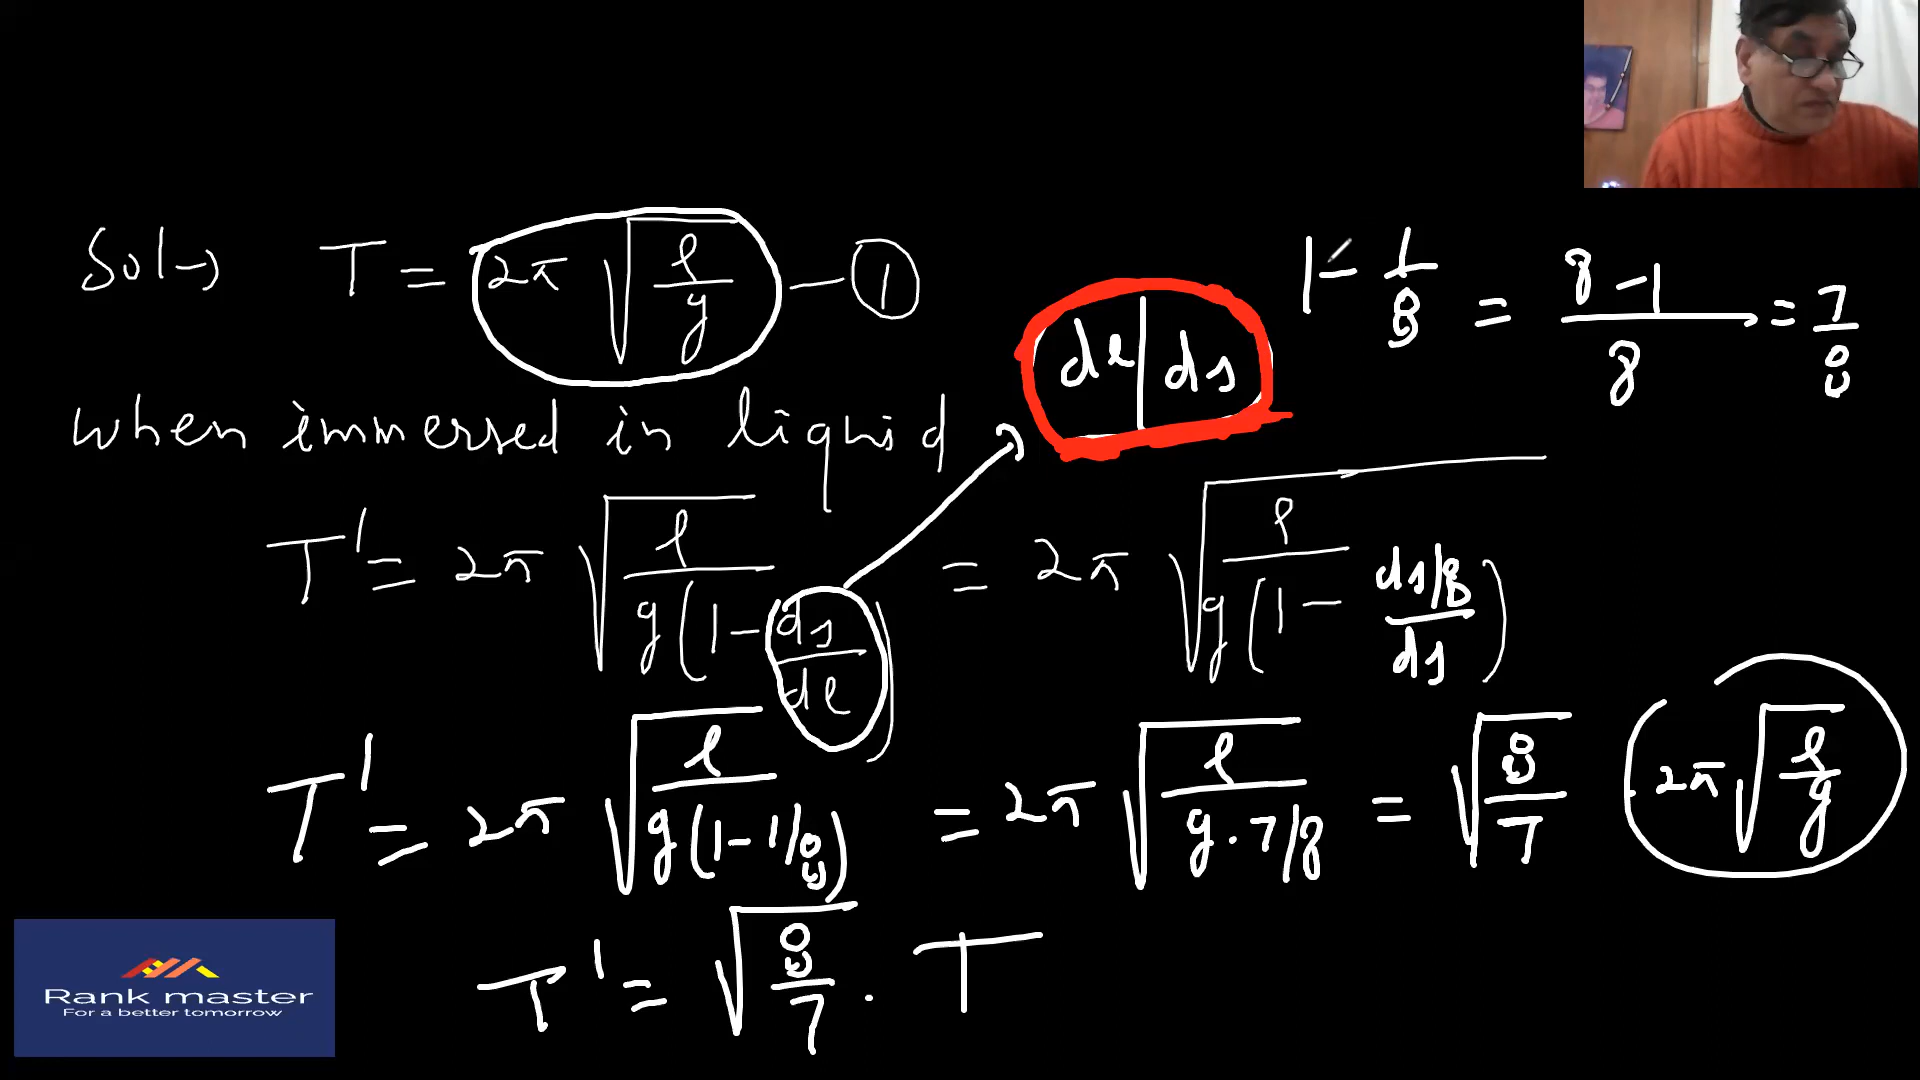 Sol→ T = 2π √(l/g) — ①
1 - 1/8 = (8-1)/8 = 7/8
dl | ds
when immersed in liquid
T' = 2π √(l/(g(1 - ds/dl))) = 2π √(l/(g(1 - (ds/8)/ds)))
T' = 2π √(l/(g(1-1/8))) = 2π √(l/(g · 7/8)) = √(8/7) · 2π √(l/g)
T' = √(8/7) · T
Rank master
For a better tomorrow